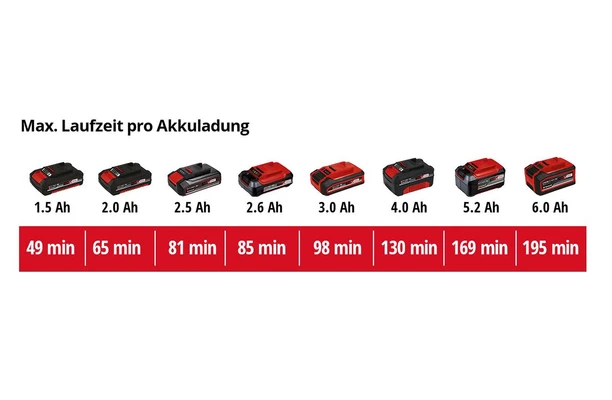 Max. Laufzeit pro Akkuladung
1.5 Ah 2.0 Ah 2.5 Ah 2.6 Ah 3.0 Ah 4.0 Ah 5.2 Ah 6.0 Ah
49 min 65 min 81 min 85 min 98 min 130 min 169 min 195 min